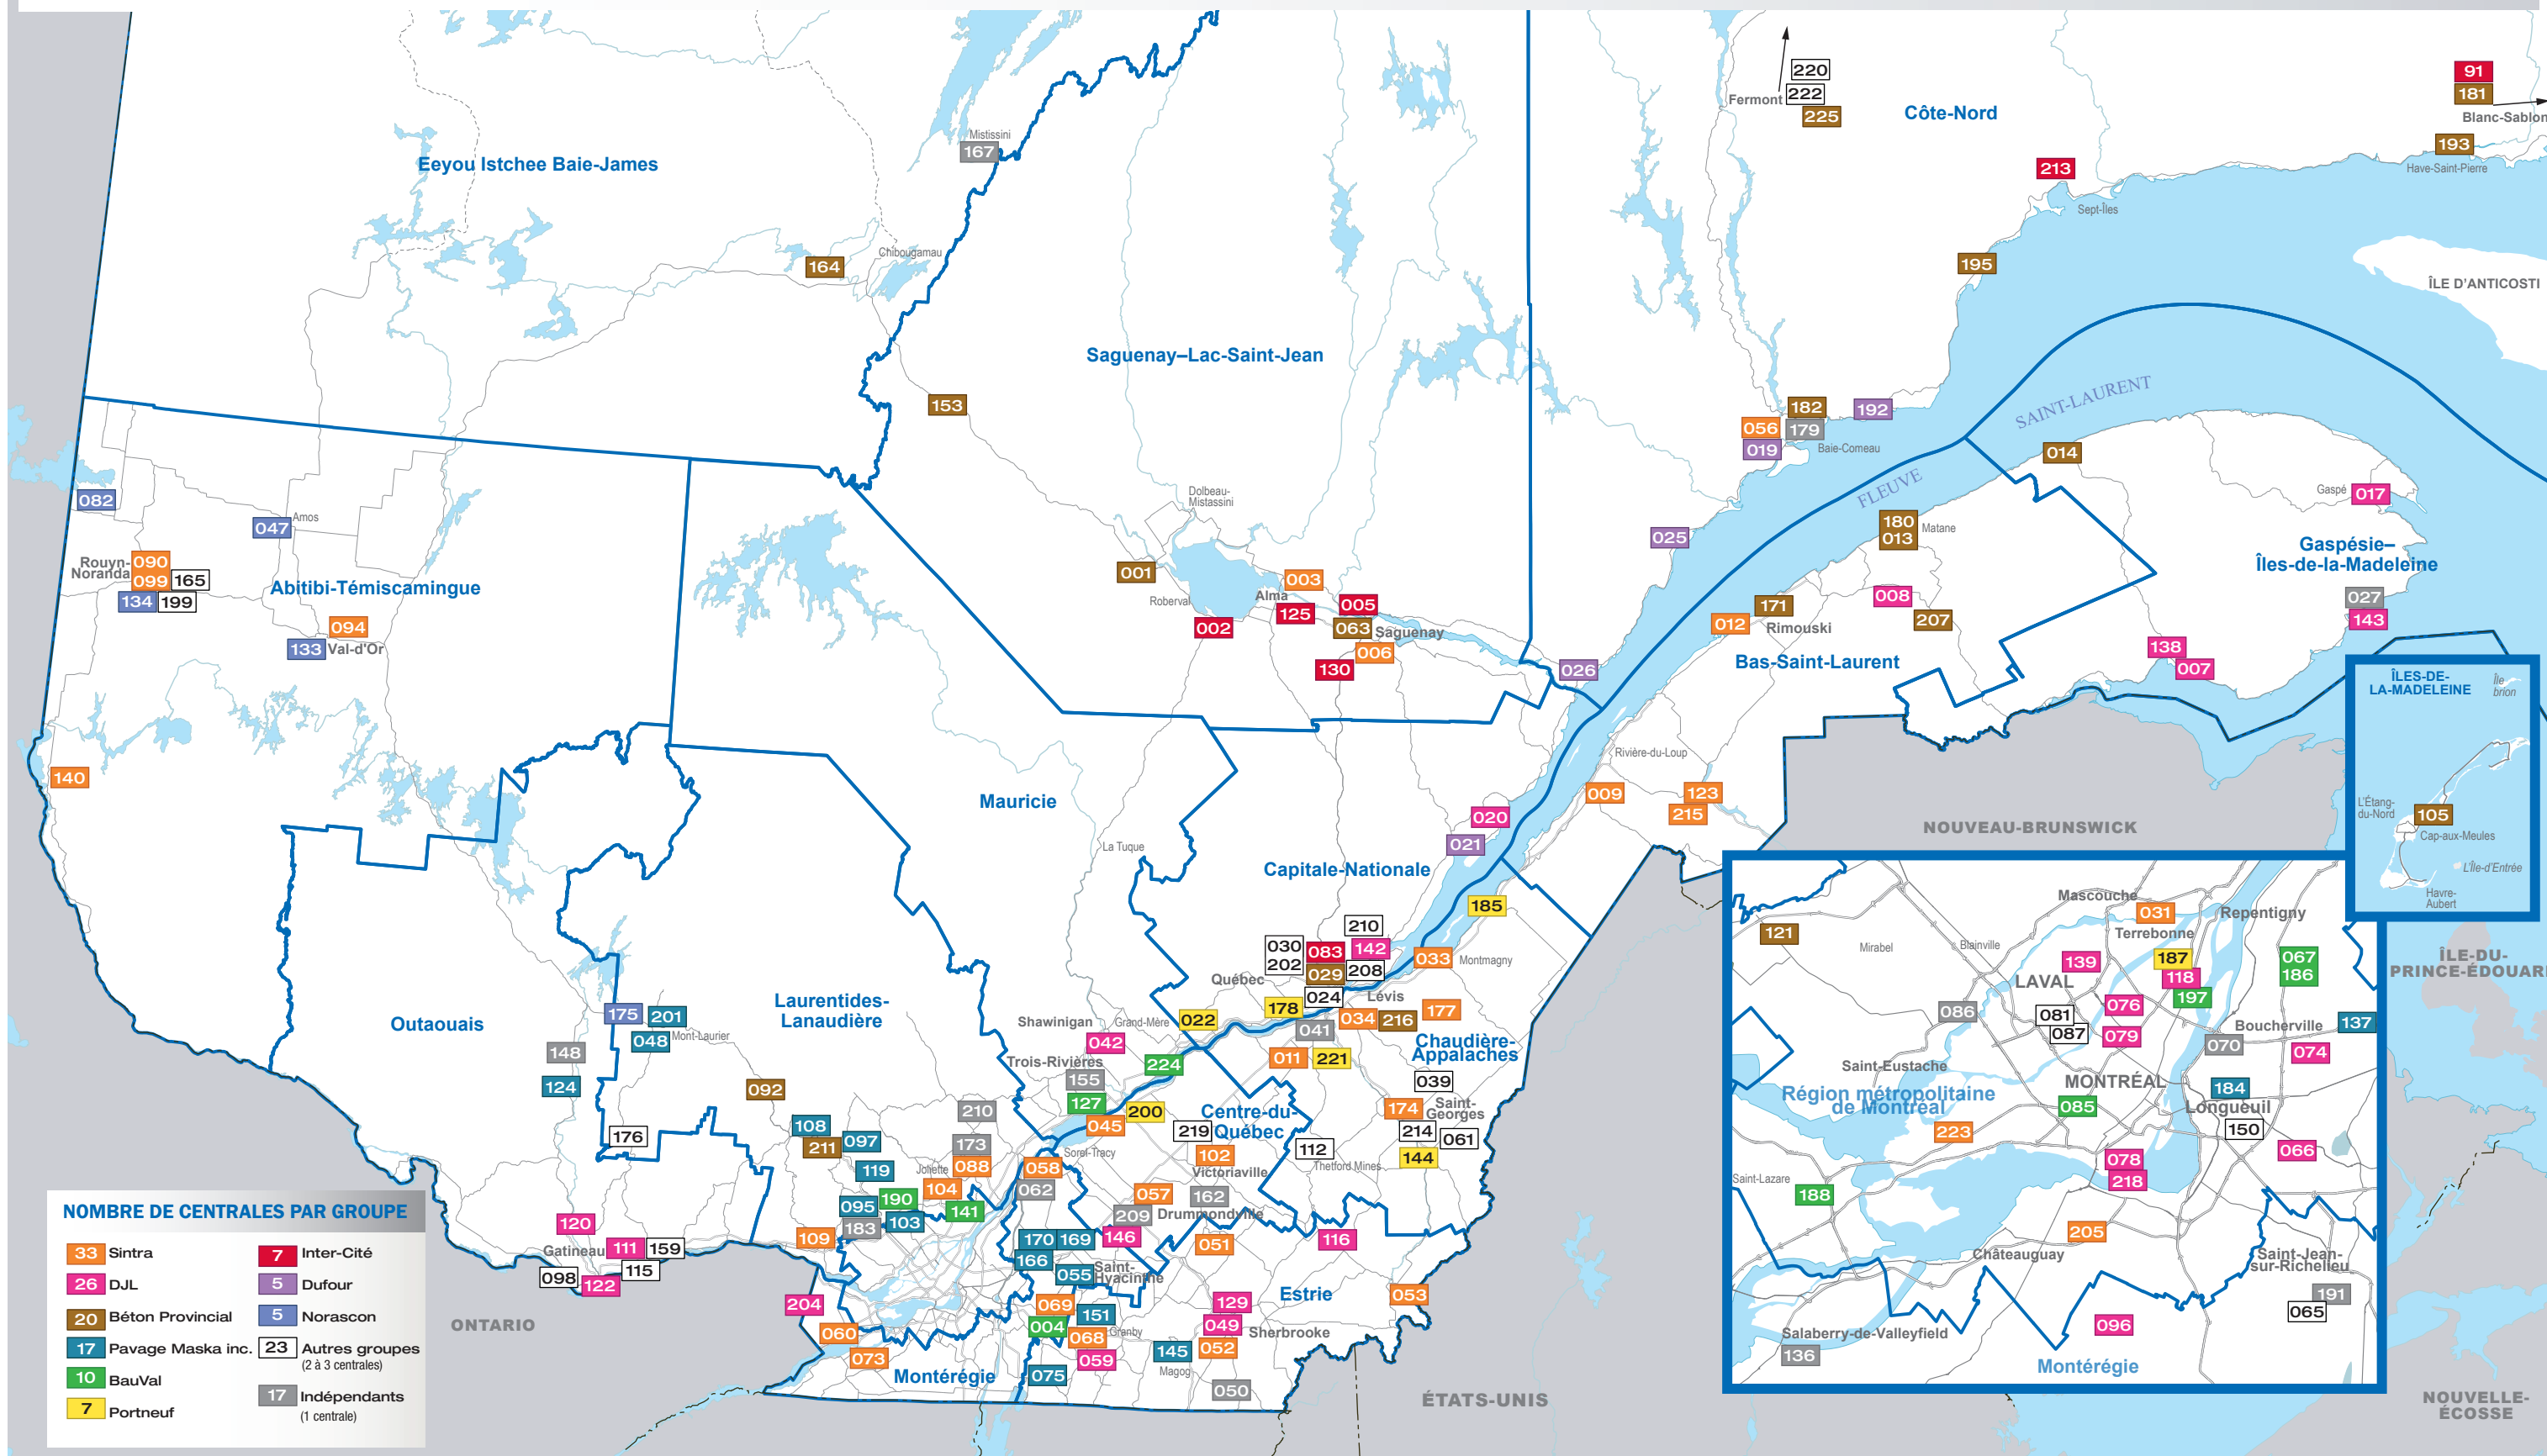 220
91
Fermont
222
181
225
Côte-Nord
Blanc-Sablon
Mistissini
167
193
Eeyou Istchee Baie-James
213
Have-Saint-Pierre
Sept-Îles
Chibougamau
164
195
ÎLE D'ANTICOSTI
Saguenay–Lac-Saint-Jean
SAINT-LAURENT
153
182
192
056
179
019
Baie-Comeau
014
FLEUVE
082
Dolbeau-
Mistassini
Gaspé
017
047
Amos
180
013
Matane
025
Gaspésie–
Îles-de-la-Madeleine
Rouyn-
Noranda
090
099
165
134
199
Abitibi-Témiscamingue
001
Roberval
003
Alma
125
005
002
063
Saguenay
006
130
171
008
027
012
Rimouski
207
143
094
133
Val-d'Or
026
Bas-Saint-Laurent
138
007
ÎLES-DE-
LA-MADELEINE
Île
brion
140
Rivière-du-Loup
Mauricie
009
123
215
020
021
NOUVEAU-BRUNSWICK
L'Étang-
du-Nord
105
Cap-aux-Meules
L'Île-d'Entrée
Havre-
Aubert
La Tuque
Capitale-Nationale
185
210
030
202
083
142
029
208
033
Montmagny
Québec
024
Lévis
178
022
034
216
177
041
Chaudière-
Appalaches
Mascouche
031
Repentigny
Terrebonne
121
Mirabel
Blainville
139
187
118
197
067
186
LAVAL
076
086
081
087
079
Boucherville
137
070
074
Saint-Eustache
MONTRÉAL
184
Région métropolitaine
de Montréal
085
Longueuil
150
223
066
078
218
Saint-Lazare
188
205
Châteauguay
Saint-Jean-
sur-Richelieu
191
065
096
Salaberry-de-Valleyfield
136
Montérégie
ÎLE-DU-
PRINCE-ÉDOUAR
NOUVELLE-
ÉCOSSE
Outaouais
Laurentides-
Lanaudière
175
201
048
Mont-Laurier
148
124
092
176
Shawinigan
Grand-Mère
042
Trois-Rivières
155
224
011
221
039
127
200
045
Centre-du-
Québec
174
Saint-
Georges
219
214
061
112
144
Thetford Mines
102
Victoriaville
108
210
097
211
173
Sorel-Tracy
119
Joliette
088
058
104
062
057
162
190
095
141
209
Drummondville
183
103
109
170
169
146
051
116
166
055
Saint-
Hyacinthe
Estrie
053
204
069
151
129
004
068
Granby
049
Sherbrooke
060
059
145
052
073
Magog
Montérégie
075
050
120
Gatineau
111
159
115
098
122
ONTARIO
ÉTATS-UNIS
NOMBRE DE CENTRALES PAR GROUPE
33 Sintra
26 DJL
20 Béton Provincial
17 Pavage Maska inc.
10 BauVal
7 Portneuf
7 Inter-Cité
5 Dufour
5 Norascon
23 Autres groupes
(2 à 3 centrales)
17 Indépendants
(1 centrale)